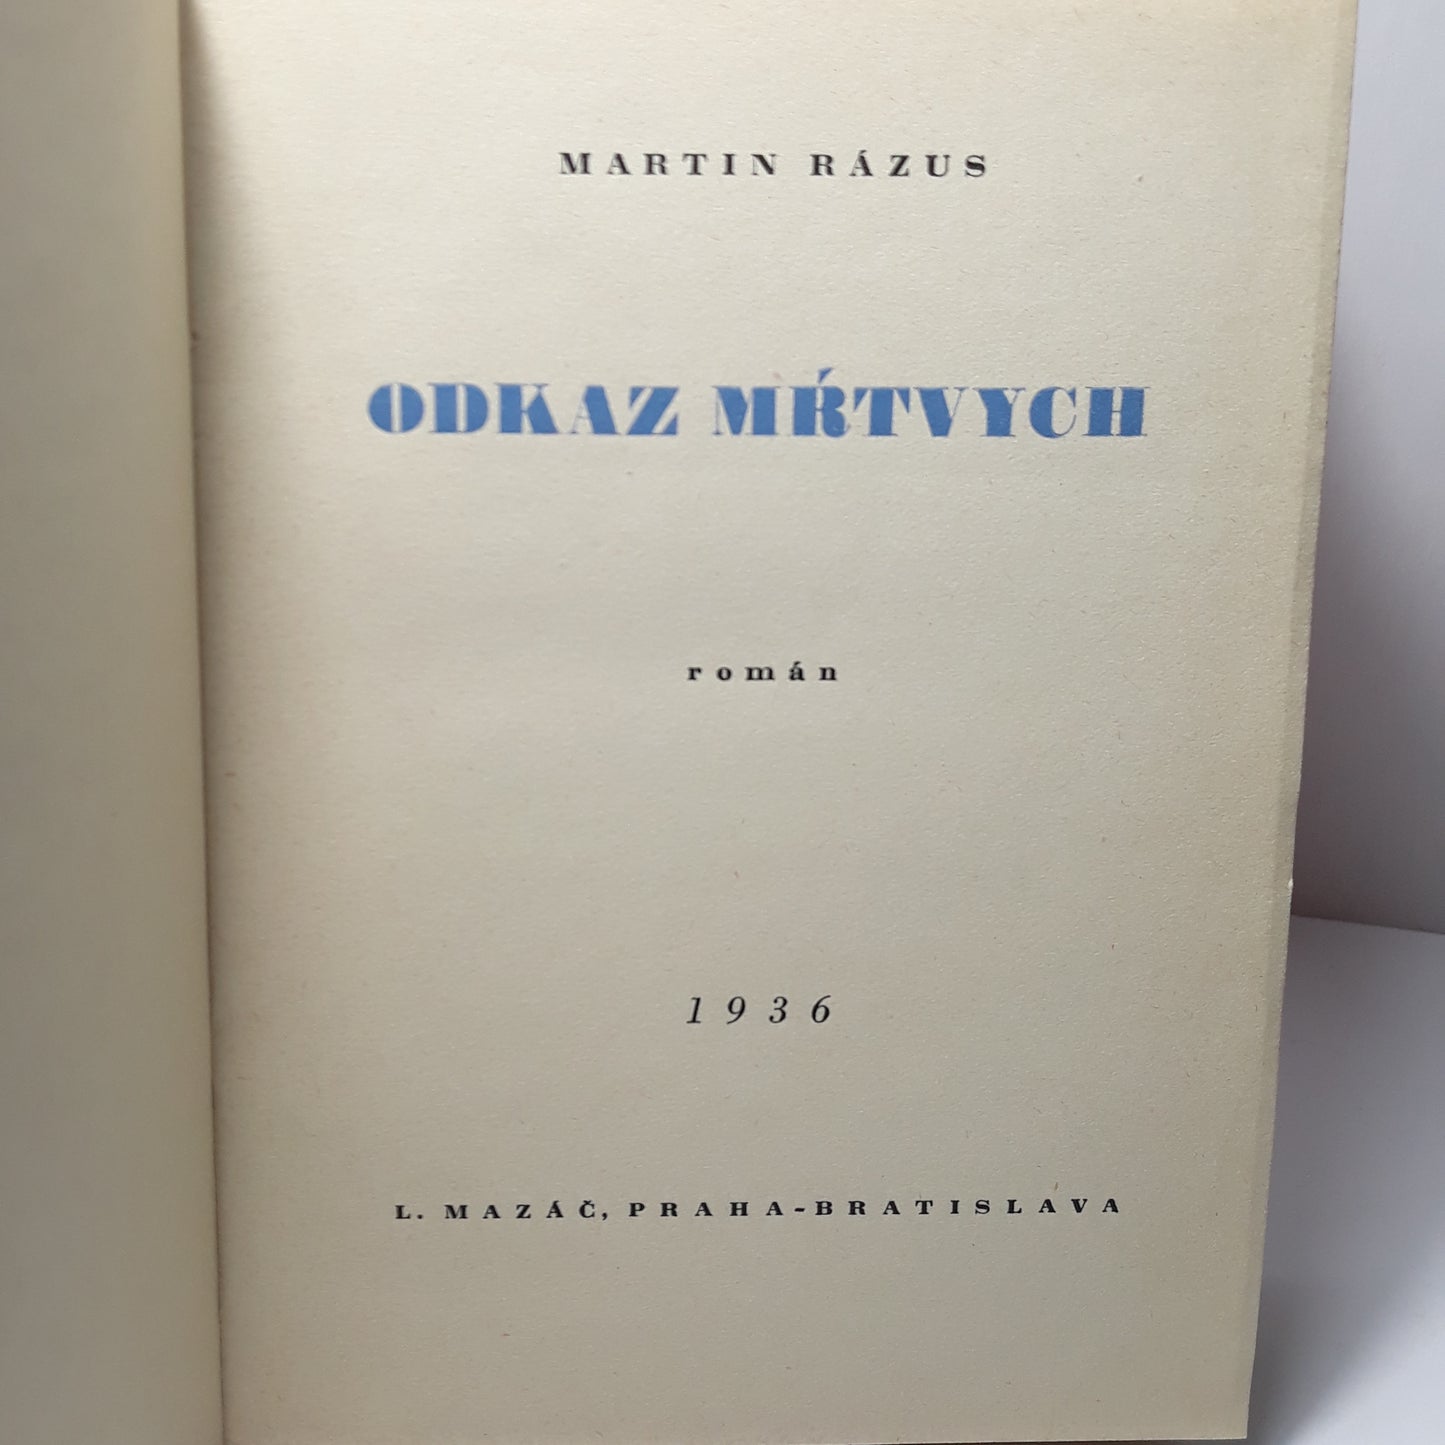 MARTIN RÁZUS
ODKAZ MŔTVYCH
román
1936
L. MAZÁČ, PRAHA-BRATISLAVA